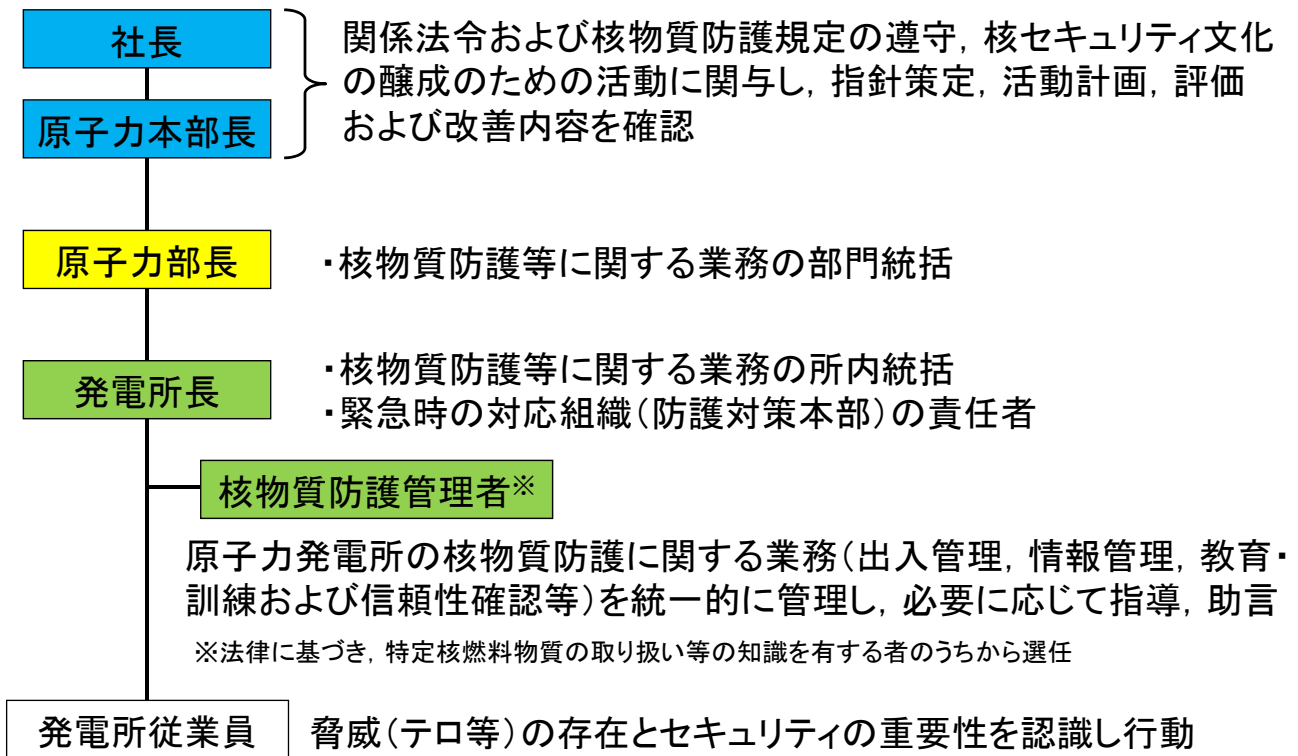 社長
関係法令および核物質防護規定の遵守，核セキュリティ文化
の醸成のための活動に関与し，指針策定，活動計画，評価
および改善内容を確認
原子力本部長
原子力部長
・核物質防護等に関する業務の部門統括
発電所長
・核物質防護等に関する業務の所内統括
・緊急時の対応組織（防護対策本部）の責任者
核物質防護管理者※
原子力発電所の核物質防護に関する業務（出入管理，情報管理，教育・
訓練および信頼性確認等）を統一的に管理し，必要に応じて指導，助言
※法律に基づき，特定核燃料物質の取り扱い等の知識を有する者のうちから選任
発電所従業員
脅威（テロ等）の存在とセキュリティの重要性を認識し行動